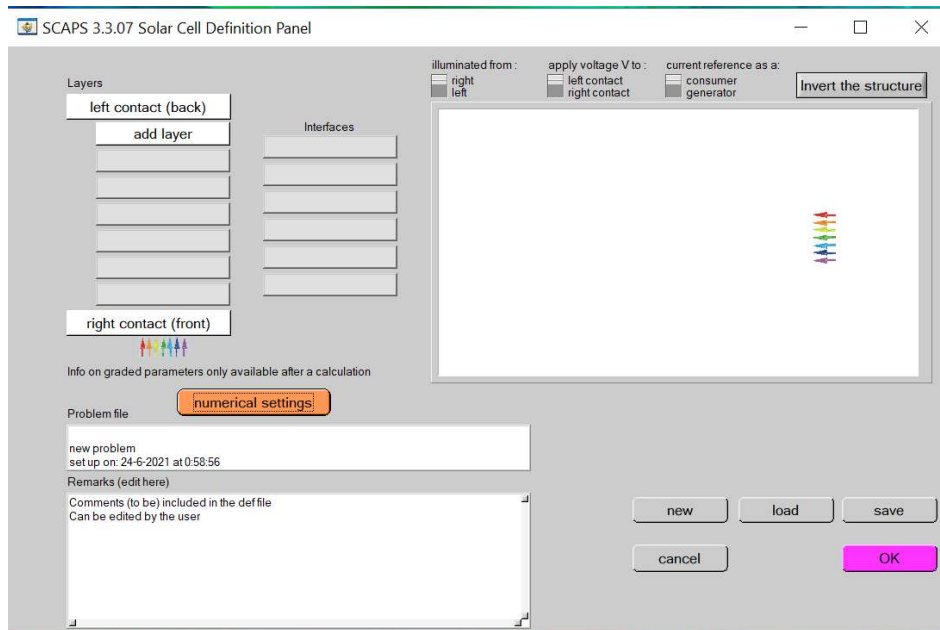 SCAPS 3.3.07 Solar Cell Definition Panel
illuminated from :
right
left
apply voltage V to :
left contact
right contact
current reference as a:
consumer
generator
Invert the structure
Layers
left contact (back)
add layer
Interfaces
right contact (front)
Info on graded parameters only available after a calculation
numerical settings
Problem file
new problem
set up on: 24-6-2021 at 0:58:56
Remarks (edit here)
Comments (to be) included in the def file
Can be edited by the user
new
load
save
cancel
OK